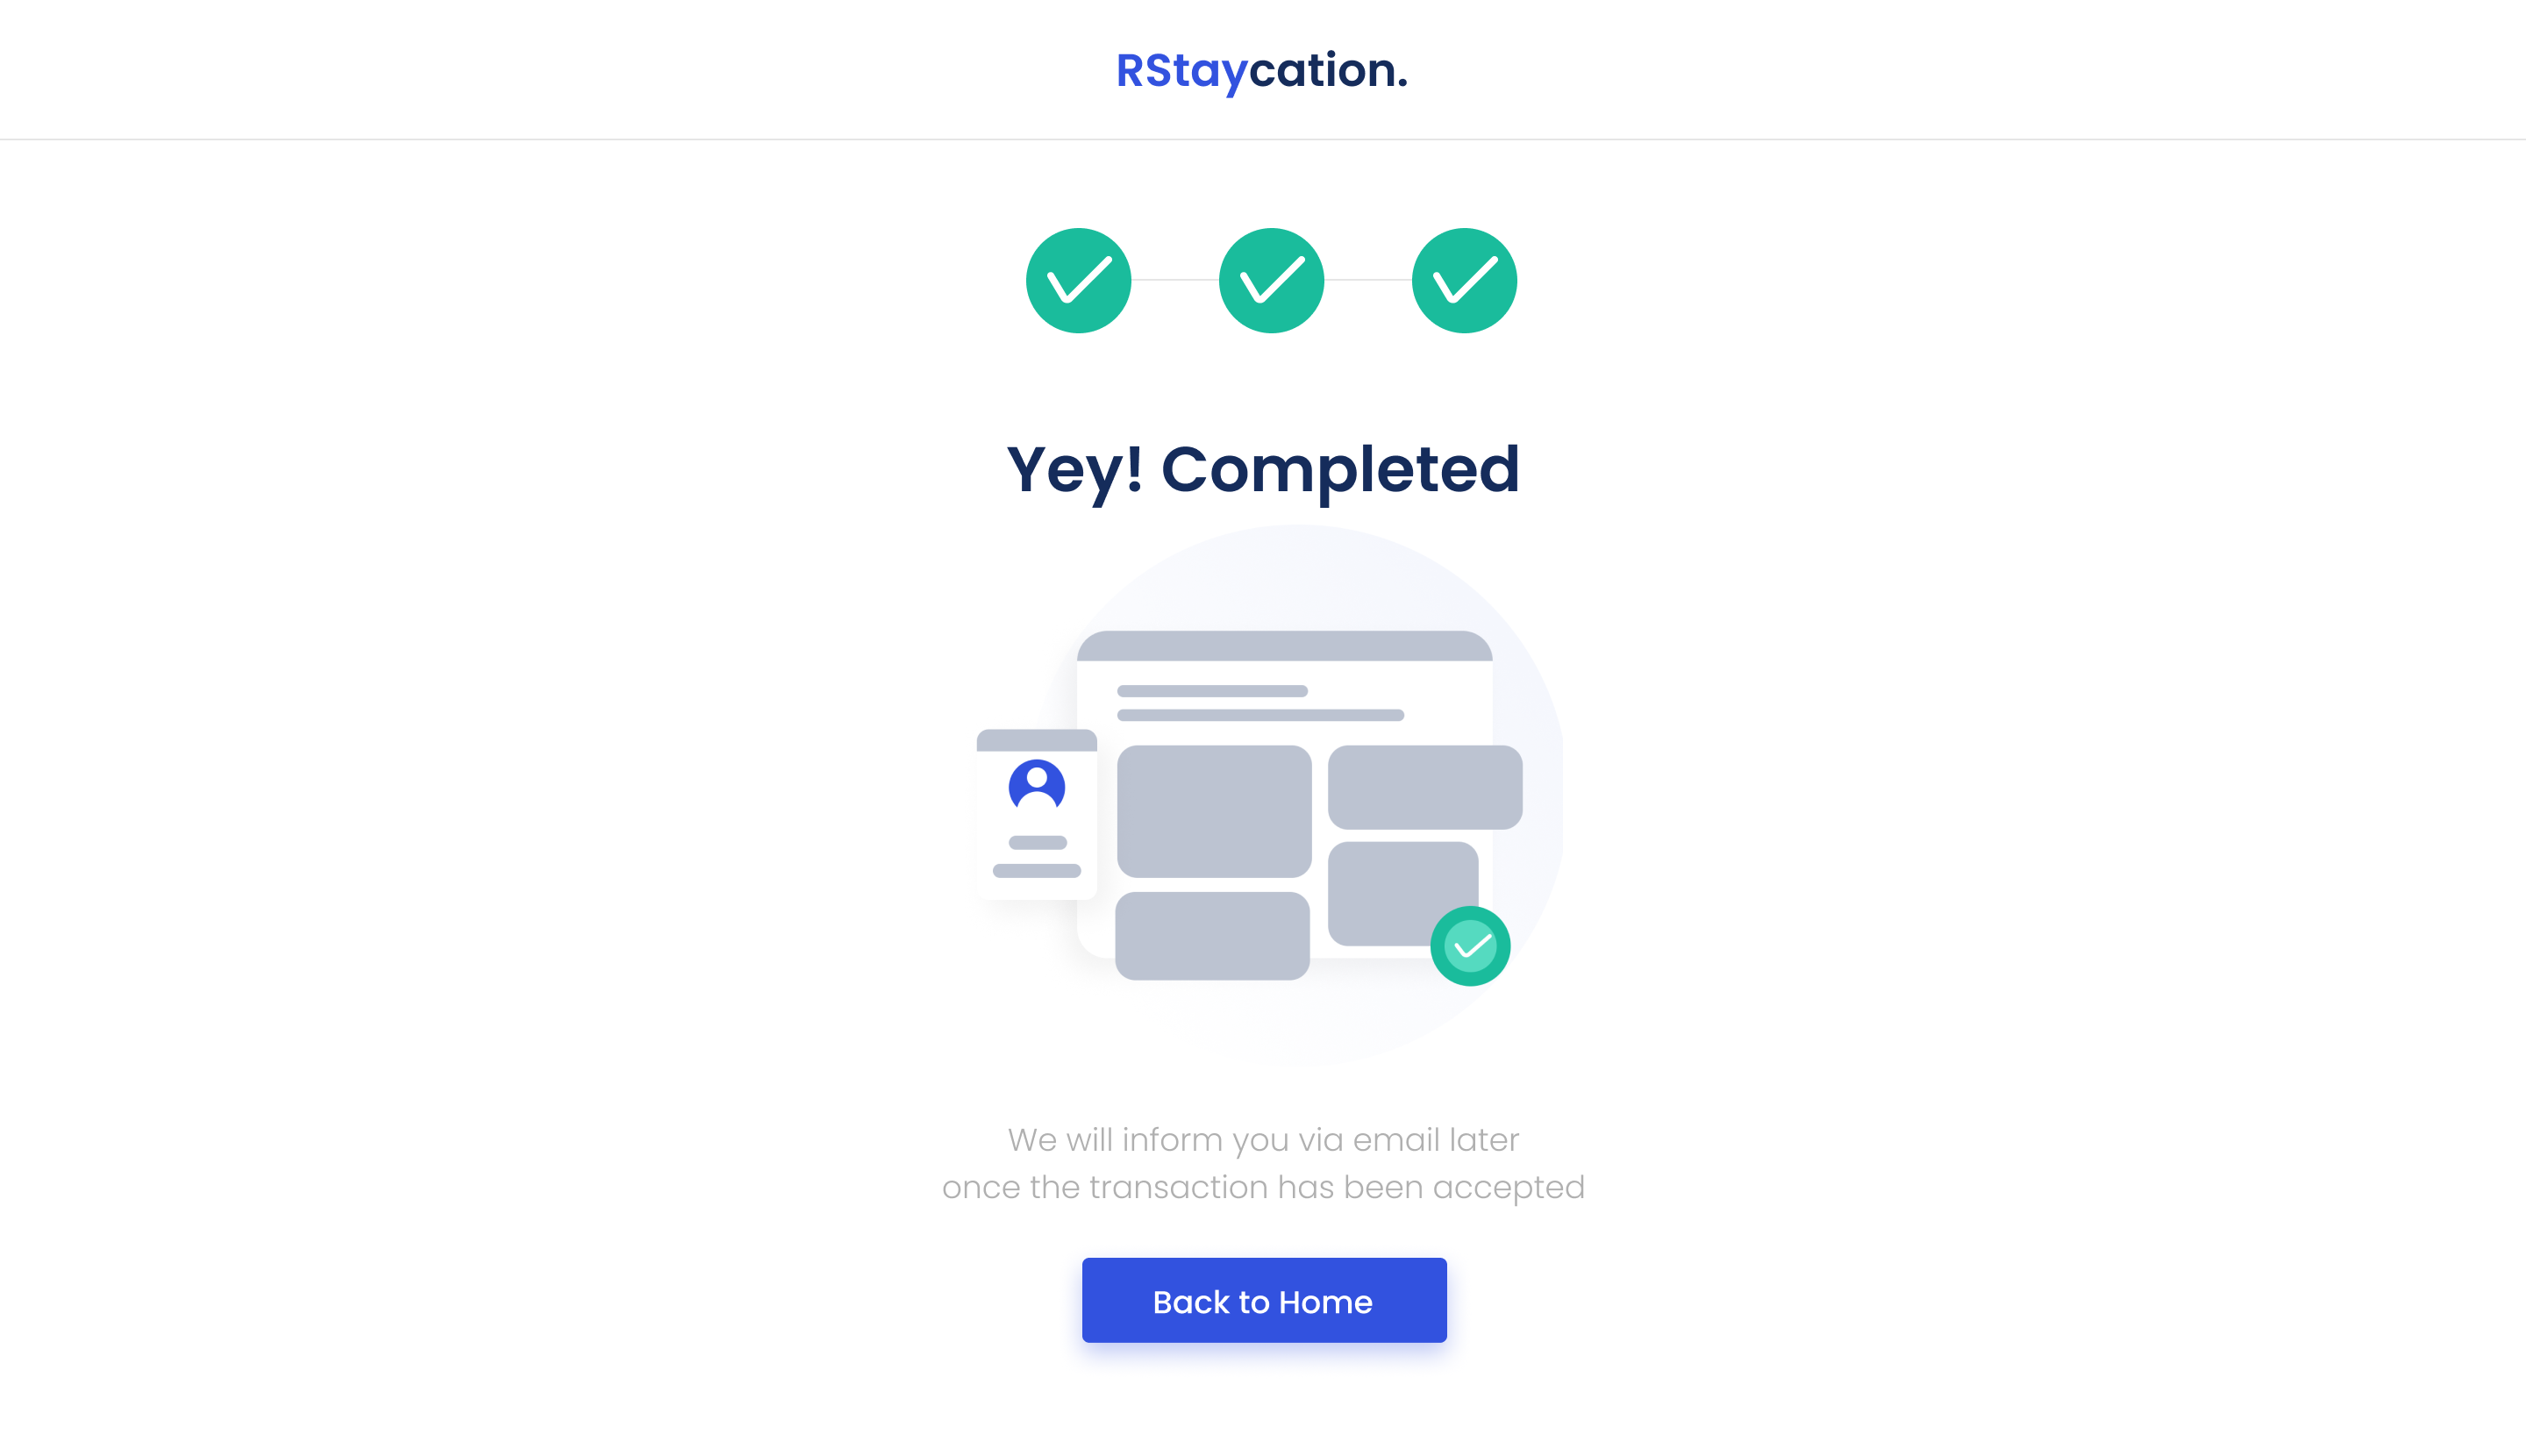 RStaycation.
Yey! Completed
We will inform you via email later
once the transaction has been accepted
Back to Home